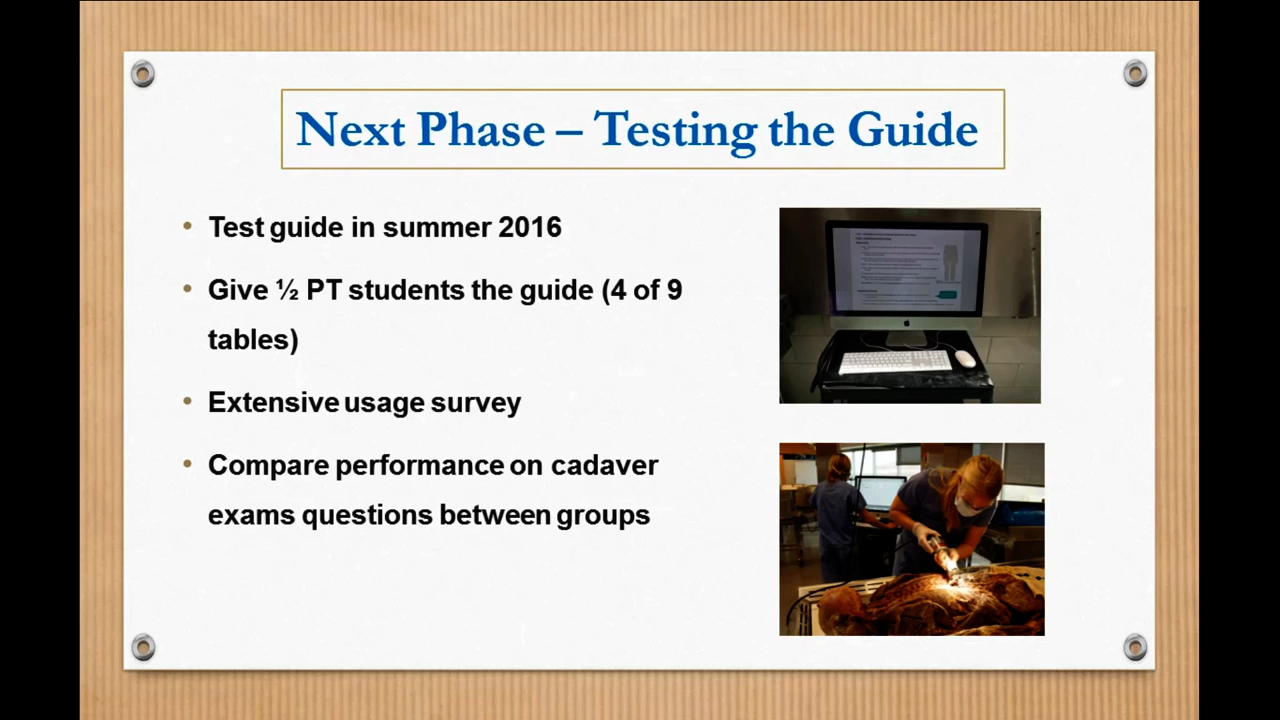 Next Phase – Testing the Guide
• Test guide in summer 2016
• Give ½ PT students the guide (4 of 9
tables)
• Extensive usage survey
• Compare performance on cadaver
exams questions between groups